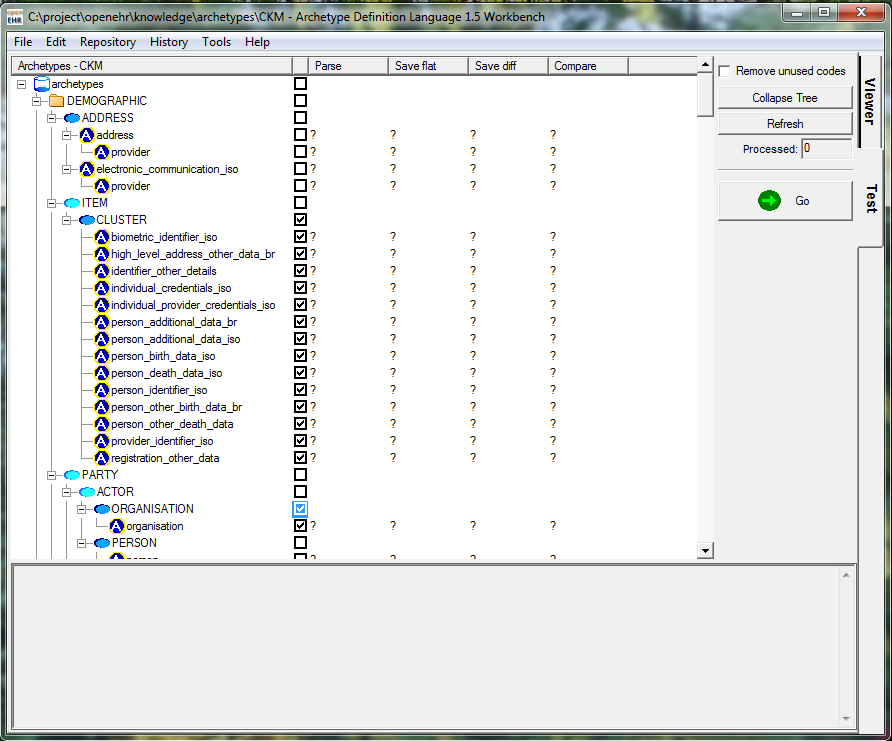 EHR C:\project\openehr\knowledge\archetypes\CKM - Archetype Definition Language 1.5 Workbench
File Edit Repository History Tools Help
Archetypes - CKM Parse Save flat Save diff Compare
archetypes
DEMOGRAPHIC
ADDRESS
A address ? ? ? ?
A provider ? ? ? ?
A electronic_communication_iso ? ? ? ?
A provider ? ? ? ?
ITEM
CLUSTER
A biometric_identifier_iso ? ? ? ?
A high_level_address_other_data_br ? ? ? ?
A identifier_other_details ? ? ? ?
A individual_credentials_iso ? ? ? ?
A individual_provider_credentials_iso ? ? ? ?
A person_additional_data_br ? ? ? ?
A person_additional_data_iso ? ? ? ?
A person_birth_data_iso ? ? ? ?
A person_death_data_iso ? ? ? ?
A person_identifier_iso ? ? ? ?
A person_other_birth_data_br ? ? ? ?
A person_other_death_data ? ? ? ?
A provider_identifier_iso ? ? ? ?
A registration_other_data ? ? ? ?
PARTY
ACTOR
ORGANISATION
A organisation ? ? ? ?
PERSON
Remove unused codes
Collapse Tree
Refresh
Processed: 0
Go
Viewer
Test